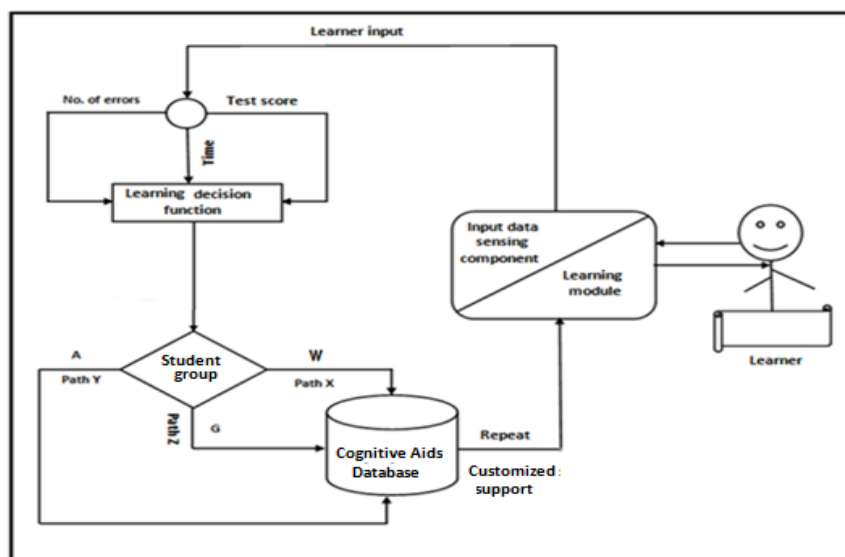 Learner input
No. of errors
Test score
Time
Learning decision
function
Input data
sensing
component
Learning
module
Learner
A
W
Student
group
Path Y
Path X
Path Z
G
Cognitive Aids
Database
Repeat
Customized
support